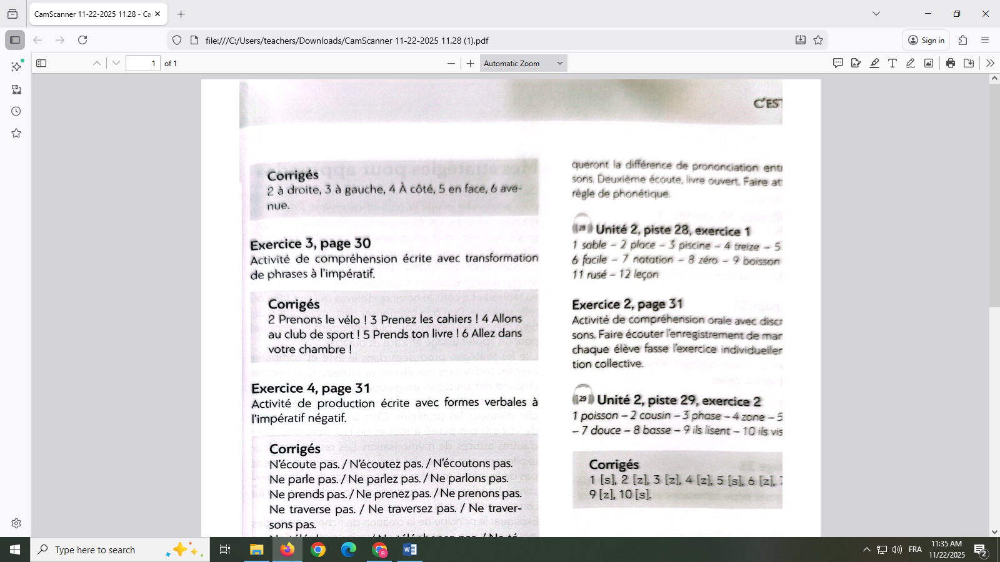 CamScanner 11-22-2025 11.28 - Ca
file:///C:/Users/teachers/Downloads/CamScanner 11-22-2025 11.28 (1).pdf
Sign in
1 of 1
Automatic Zoom
C'EST
Corrigés
2 à droite, 3 à gauche, 4 À côté, 5 en face, 6 ave-
nue.
Exercice 3, page 30
Activité de compréhension écrite avec transformation
de phrases à l'impératif.
Corrigés
2 Prenons le vélo ! 3 Prenez les cahiers ! 4 Allons
au club de sport ! 5 Prends ton livre ! 6 Allez dans
votre chambre !
Exercice 4, page 31
Activité de production écrite avec formes verbales à
l'impératif négatif.
Corrigés
N'écoute pas. / N'écoutez pas. / N'écoutons pas.
Ne parle pas. / Ne parlez pas. / Ne parlons pas.
Ne prends pas. / Ne prenez pas. / Ne prenons pas.
Ne traverse pas. / Ne traversez pas. / Ne traver-
sons pas.
queront la différence de prononciation ent
sons. Deuxième écoute, livre ouvert. Faire at
règle de phonétique.
28 Unité 2, piste 28, exercice 1
1 sable – 2 place – 3 piscine – 4 treize – 5
6 facile – 7 natation – 8 zéro – 9 boisson
11 rusé – 12 leçon
Exercice 2, page 31
Activité de compréhension orale avec discr
sons. Faire écouter l'enregistrement de man
chaque élève fasse l'exercice individueller
tion collective.
29 Unité 2, piste 29, exercice 2
1 poisson – 2 cousin – 3 phase – 4 zone – 5
– 7 douce – 8 basse – 9 ils lisent – 10 ils vis
Corrigés
1 [s], 2 [z], 3 [z], 4 [z], 5 [s], 6 [z], 7
9 [z], 10 [s].
Type here to search
FRA
11:35 AM
11/22/2025
2